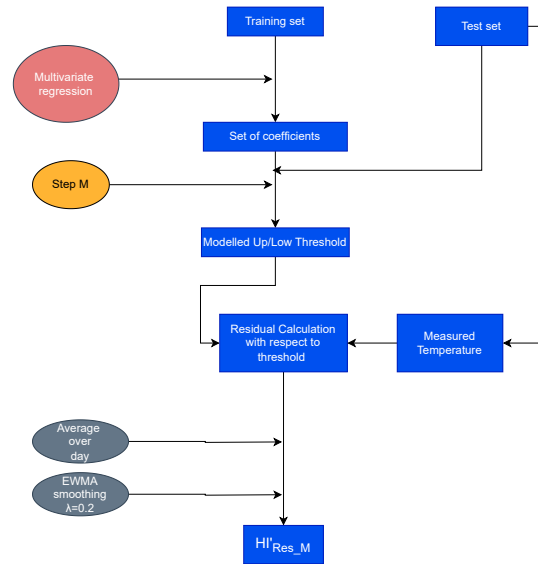 Training set
Test set
Multivariate
regression
Set of coefficients
Step M
Modelled Up/Low Threshold
Residual Calculation
with respect to
threshold
Measured
Temperature
Average
over
day
EWMA
smoothing
λ=0.2
HI'Res_M